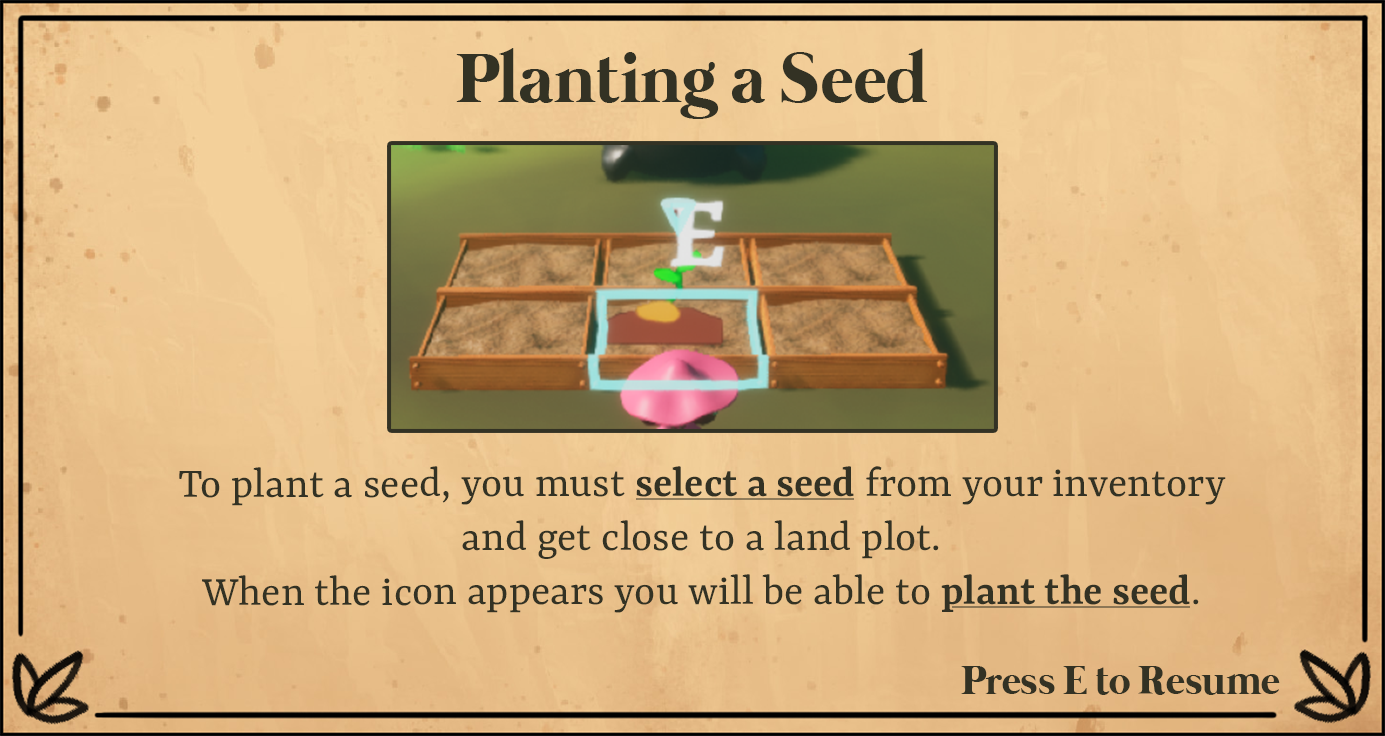 Planting a Seed
E
To plant a seed, you must select a seed from your inventory
and get close to a land plot.
When the icon appears you will be able to plant the seed.
Press E to Resume